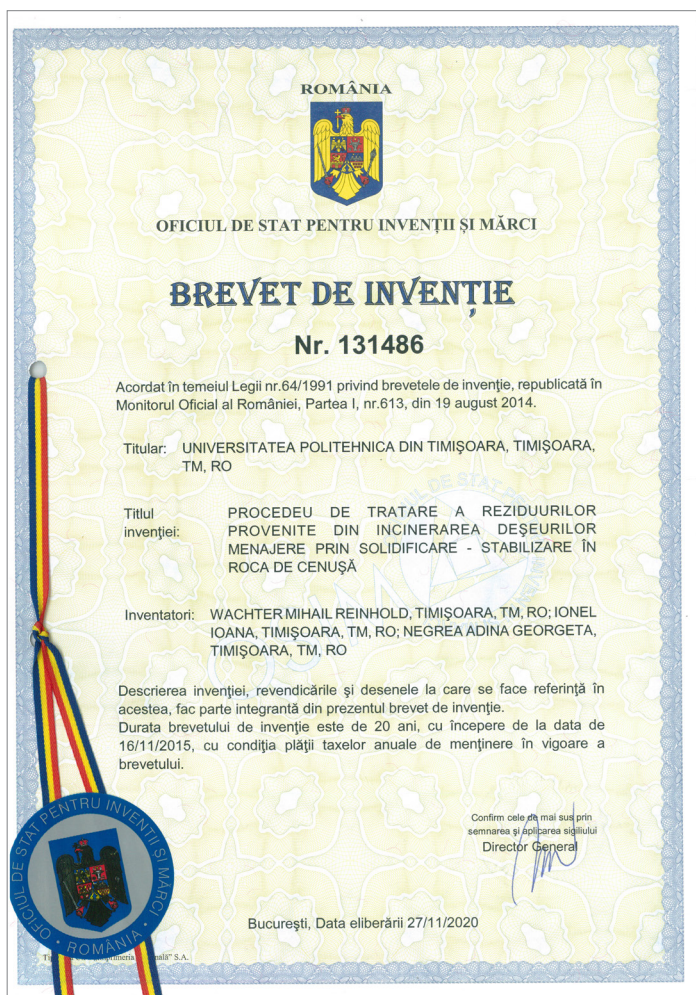 ROMÂNIA
OFICIUL DE STAT PENTRU INVENȚII ȘI MĂRCI
BREVET DE INVENȚIE
Nr. 131486
Acordat în temeiul Legii nr.64/1991 privind brevetele de invenţie, republicată în
Monitorul Oficial al României, Partea I, nr.613, din 19 august 2014.
Titular: UNIVERSITATEA POLITEHNICA DIN TIMIŞOARA, TIMIŞOARA,
TM, RO
Titlul invenţiei: PROCEDEU DE TRATARE A REZIDUURILOR
PROVENITE DIN INCINERAREA DEŞEURILOR
MENAJERE PRIN SOLIDIFICARE - STABILIZARE ÎN
ROCA DE CENUŞĂ
Inventatori: WACHTER MIHAIL REINHOLD, TIMIŞOARA, TM, RO; IONEL
IOANA, TIMIŞOARA, TM, RO; NEGREA ADINA GEORGETA,
TIMIŞOARA, TM, RO
Descrierea invenţiei, revendicările şi desenele la care se face referinţă în
acestea, fac parte integrantă din prezentul brevet de invenţie.
Durata brevetului de invenţie este de 20 ani, cu începere de la data de
16/11/2015, cu condiţia plăţii taxelor anuale de menţinere în vigoare a
brevetului.
Confirm cele de mai sus prin
semnarea şi aplicarea sigiliului
Director General
OFICIUL DE STAT PENTRU INVENȚII ȘI MĂRCI
• ROMÂNIA •
Bucureşti, Data eliberării 27/11/2020
S.A.